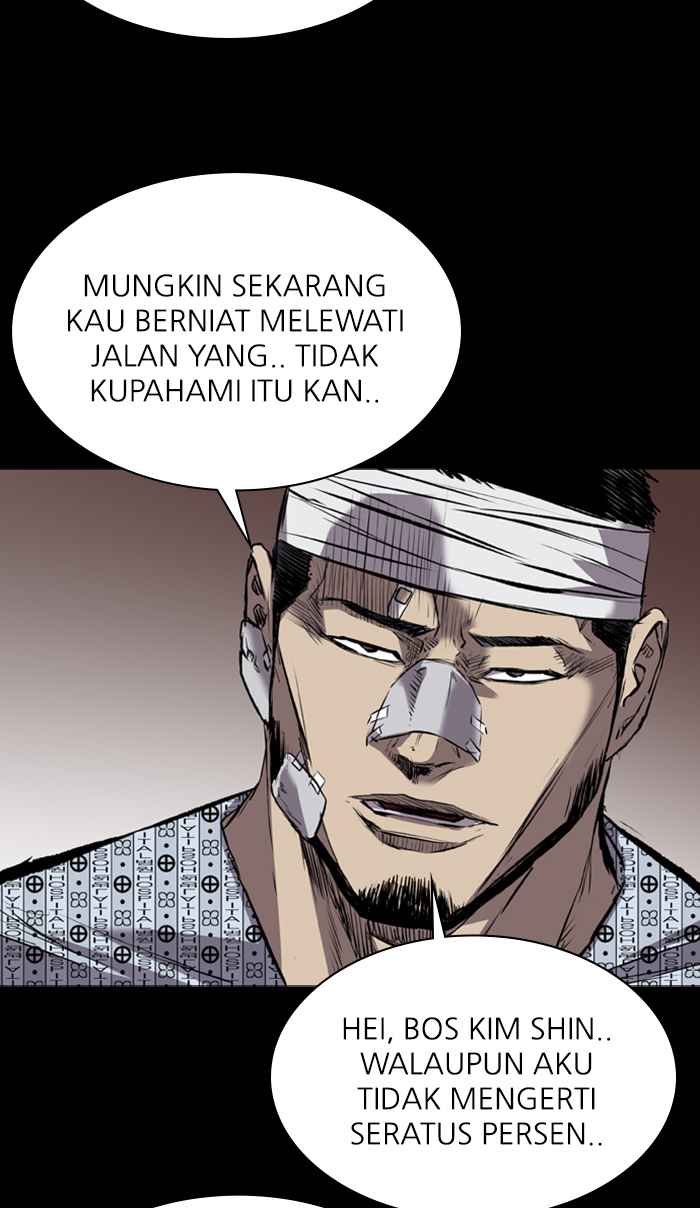 MUNGKIN SEKARANG
KAU BERNIAT MELEWATI
JALAN YANG.. TIDAK
KUPAHAMI ITU KAN..
HEI, BOS KIM SHIN..
WALAUPUN AKU
TIDAK MENGERTI
SERATUS PERSEN..